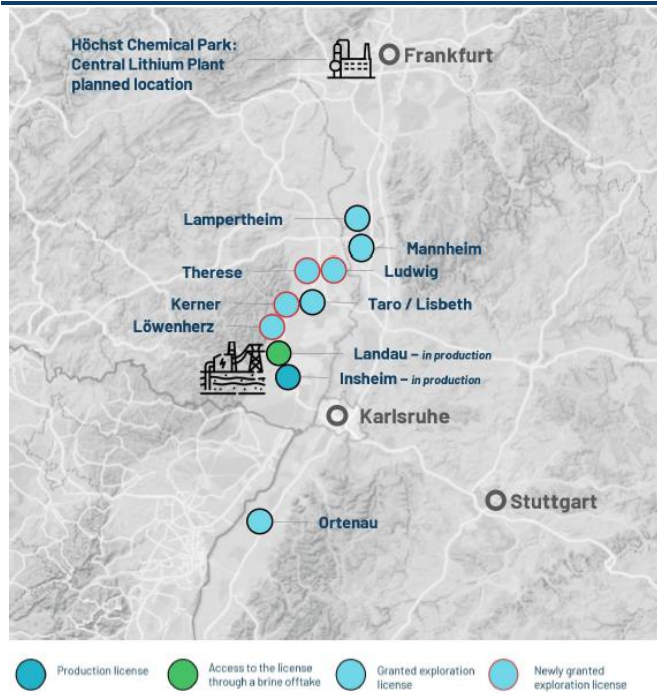 Höchst Chemical Park:
Central Lithium Plant
planned location
Frankfurt
Lampertheim
Mannheim
Therese
Ludwig
Kerner
Taro / Lisbeth
Löwenherz
Landau – in production
Insheim – in production
Karlsruhe
Stuttgart
Ortenau
Production license
Access to the license
through a brine offtake
Granted exploration
license
Newly granted
exploration license